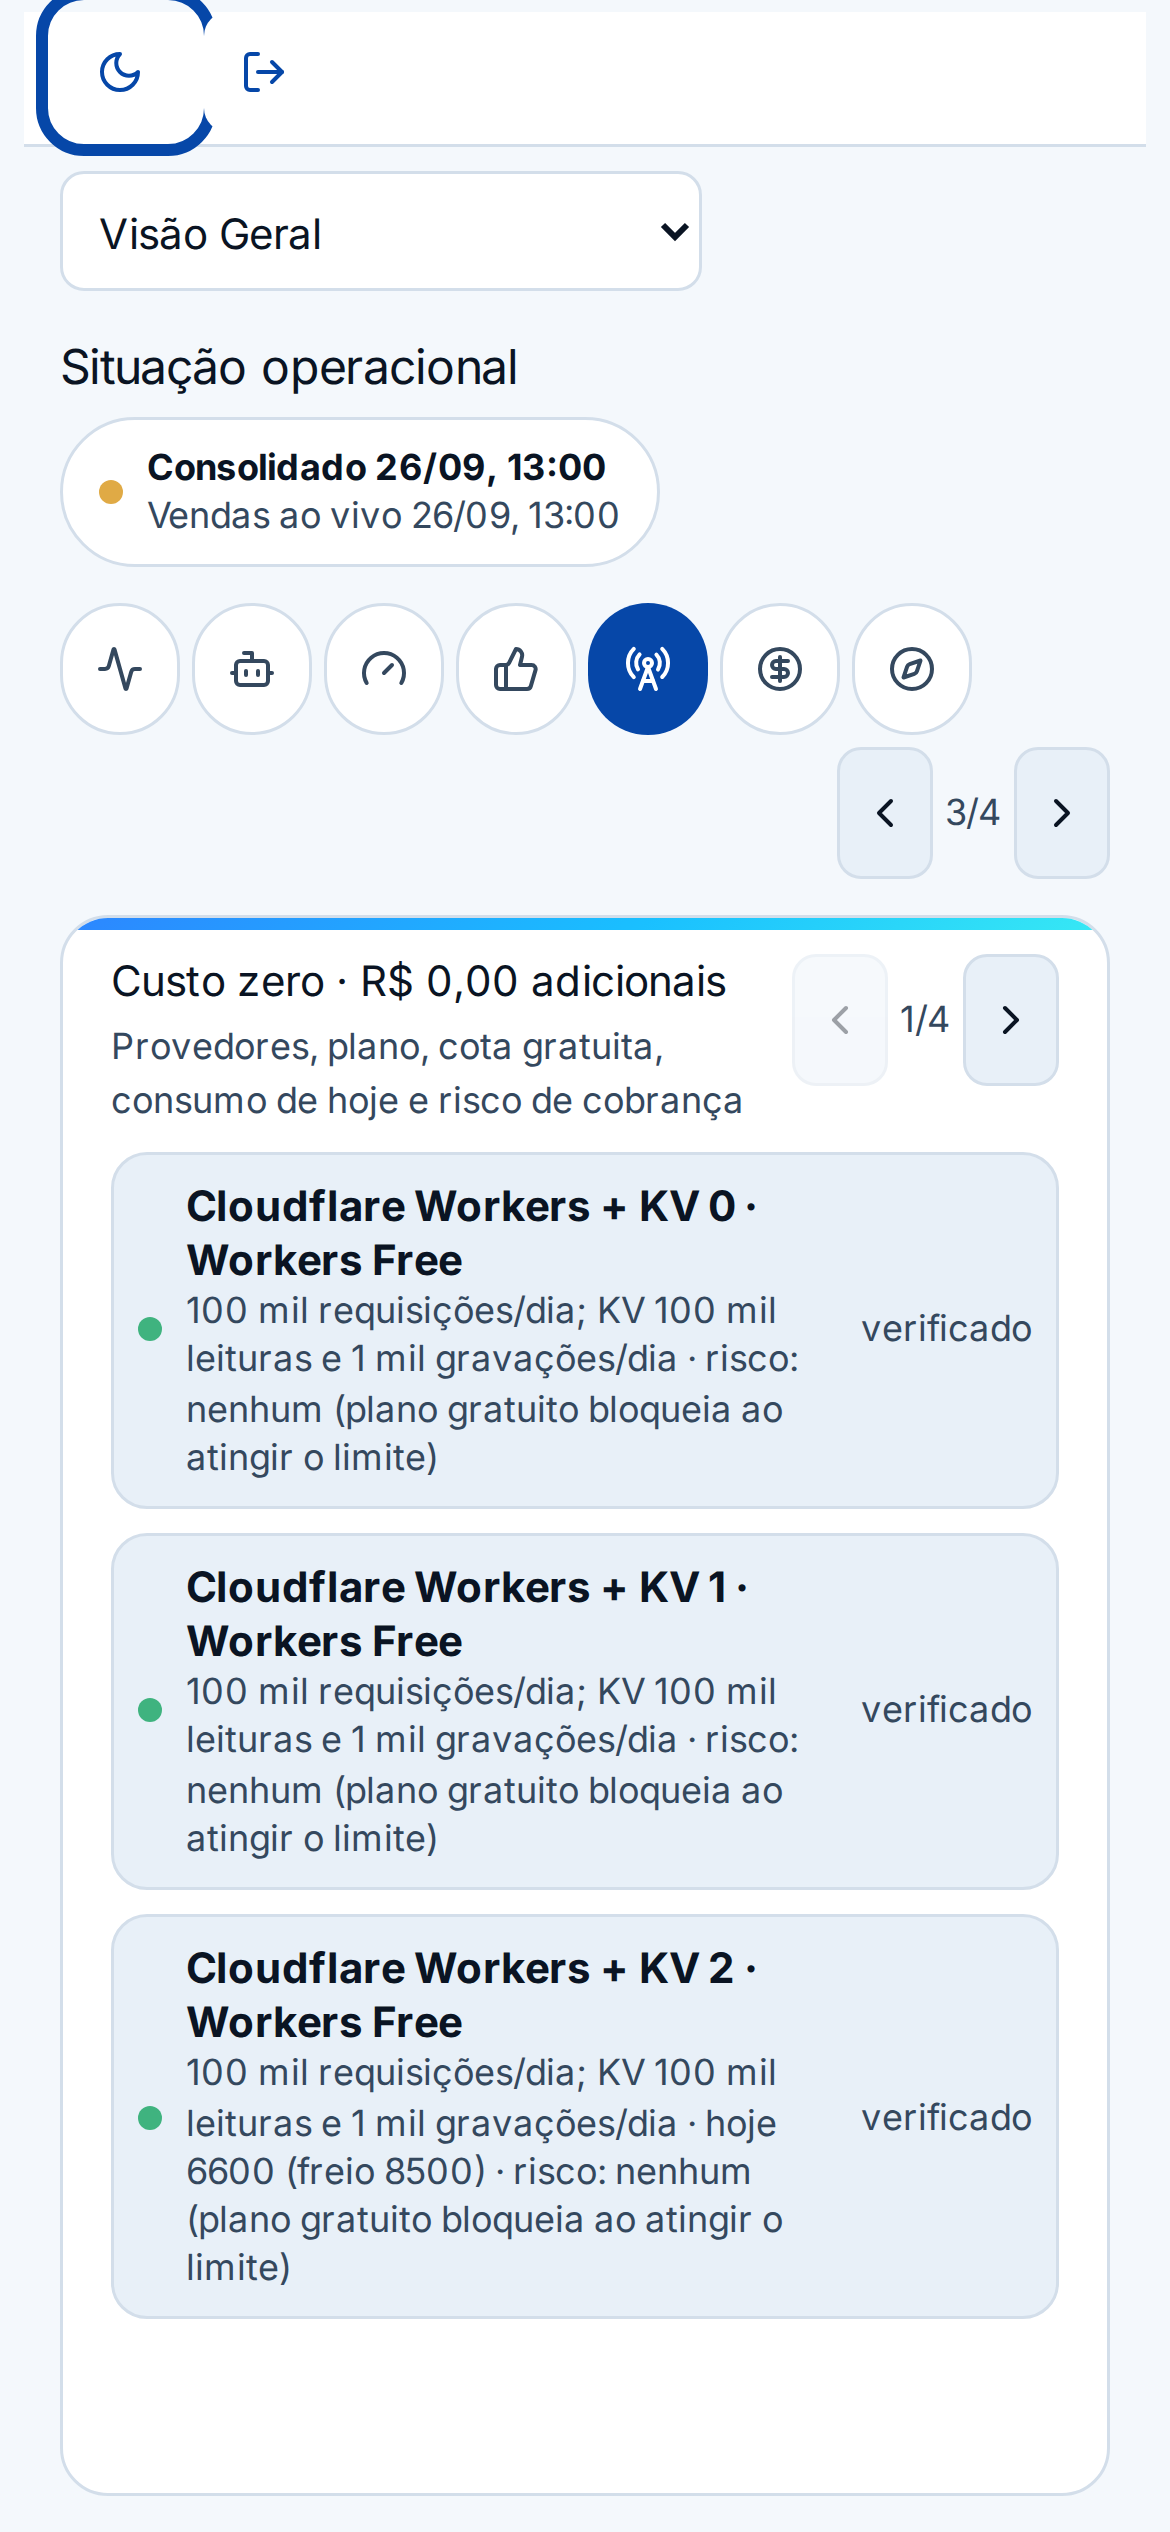 Visão Geral
Situação operacional
Consolidado 26/09, 13:00
Vendas ao vivo 26/09, 13:00
3/4
Custo zero · R$ 0,00 adicionais
1/4
Provedores, plano, cota gratuita,
consumo de hoje e risco de cobrança
Cloudflare Workers + KV 0 ·
Workers Free
100 mil requisições/dia; KV 100 mil
leituras e 1 mil gravações/dia · risco:
nenhum (plano gratuito bloqueia ao
atingir o limite)
verificado
Cloudflare Workers + KV 1 ·
Workers Free
100 mil requisições/dia; KV 100 mil
leituras e 1 mil gravações/dia · risco:
nenhum (plano gratuito bloqueia ao
atingir o limite)
verificado
Cloudflare Workers + KV 2 ·
Workers Free
100 mil requisições/dia; KV 100 mil
leituras e 1 mil gravações/dia · hoje
6600 (freio 8500) · risco: nenhum
(plano gratuito bloqueia ao atingir o
limite)
verificado